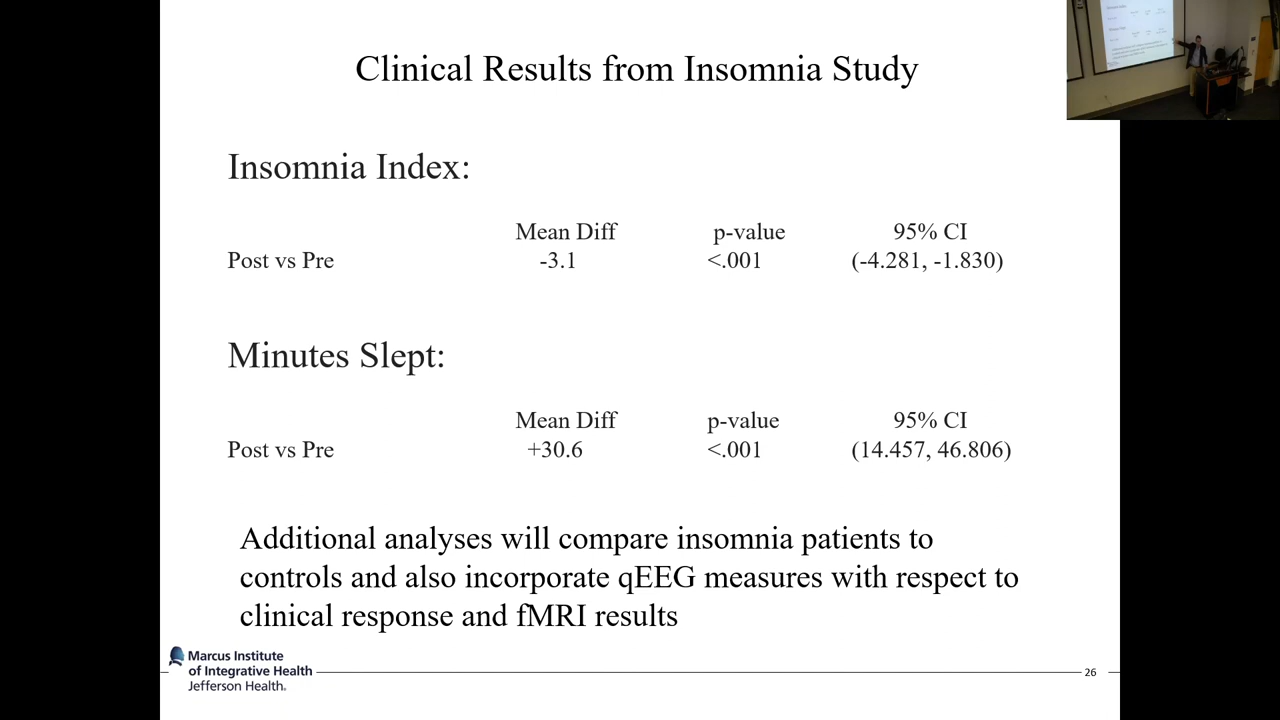 Clinical Results from Insomnia Study
Insomnia Index:
Mean Diff p-value 95% CI
Post vs Pre -3.1 <.001 (-4.281, -1.830)
Minutes Slept:
Mean Diff p-value 95% CI
Post vs Pre +30.6 <.001 (14.457, 46.806)
Additional analyses will compare insomnia patients to
controls and also incorporate qEEG measures with respect to
clinical response and fMRI results
Marcus Institute
of Integrative Health
Jefferson Health.
26